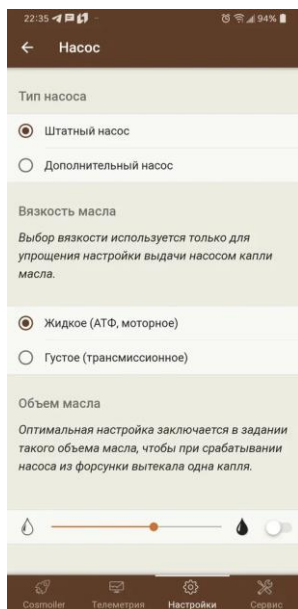 22:35
94%
Насос
Тип насоса
Штатный насос
Дополнительный насос
Вязкость масла
Выбор вязкости используется только для
упрощения настройки выдачи насосом капли
масла.
Жидкое (АТФ, моторное)
Густое (трансмиссионное)
Объем масла
Оптимальная настройка заключается в задании
такого объема масла, чтобы при срабатывании
насоса из форсунки вытекала одна капля.
Cosmoiler Телеметрия Настройки Сервис